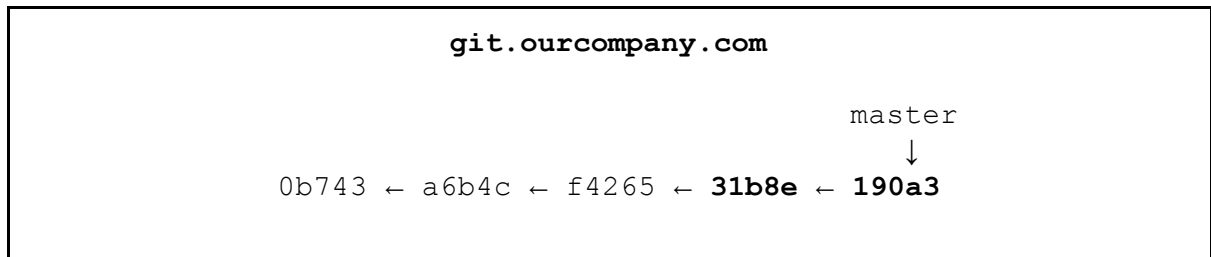 git.ourcompany.com
master
↓
0b743 ← a6b4c ← f4265 ← 31b8e ← 190a3